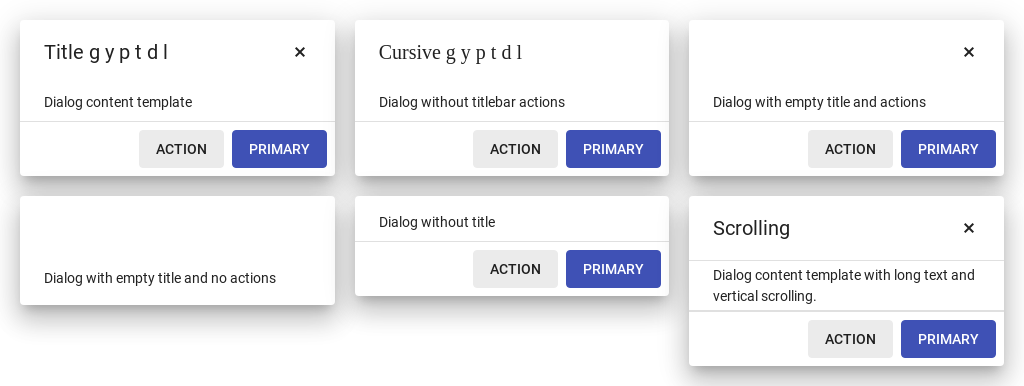 Title g y p t d l
Dialog content template
ACTION PRIMARY
Cursive g y p t d l
Dialog without titlebar actions
ACTION PRIMARY
Dialog with empty title and actions
ACTION PRIMARY
Dialog with empty title and no actions
Dialog without title
ACTION PRIMARY
Scrolling
Dialog content template with long text and
vertical scrolling.
ACTION PRIMARY